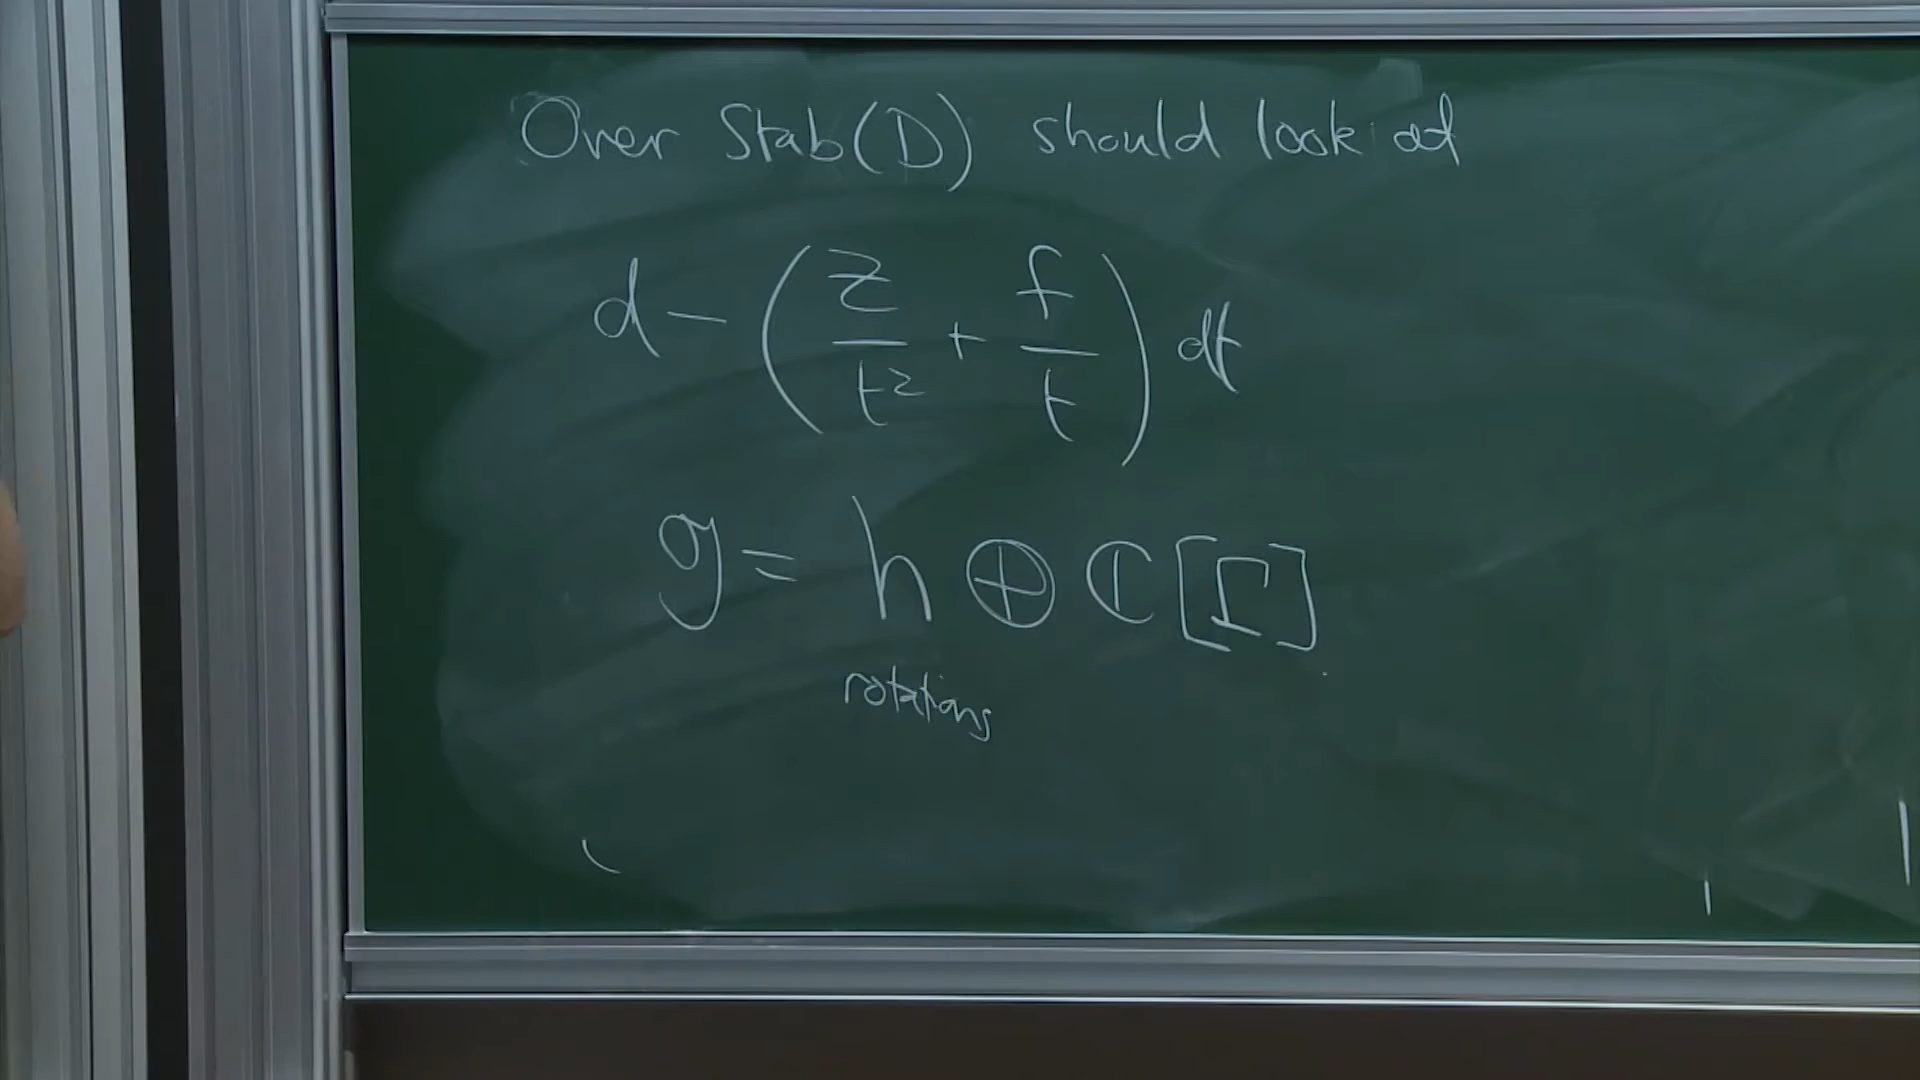 Over Stab(D) should look at
d - (Z/t² + f/t) dt
g = h ⊕ ℂ[Γ]
rotations